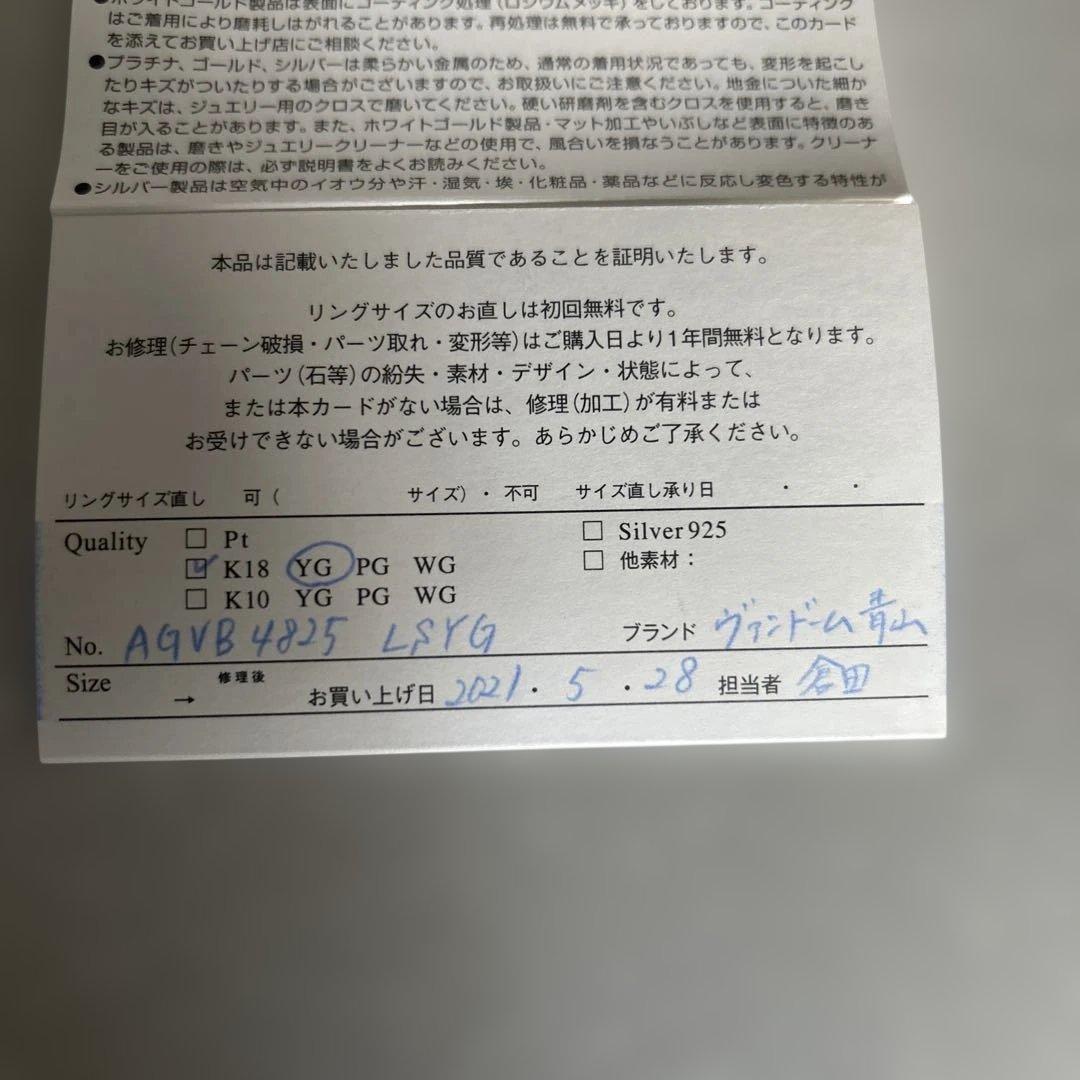 ●ホワイトゴールド製品は表面にコーティング処理(ロジウムメッキ)をしております。コーティング
はご着用により磨耗しはがれることがあります。再処理は無料で承っておりますので、このカード
を添えてお買い上げ店にご相談ください。
●プラチナ、ゴールド、シルバーは柔らかい金属のため、通常の着用状況であっても、変形を起こし
たりキズがついたりする場合がございますので、お取扱いにご注意ください。地金についた細か
なキズは、ジュエリー用のクロスで磨いてください。硬い研磨剤を含むクロスを使用すると、磨き
目が入ることがあります。また、ホワイトゴールド製品・マット加工やいぶしなど表面に特徴のあ
る製品は、磨きやジュエリークリーナーなどの使用で、風合いを損なうことがあります。クリーナ
ーをご使用の際は、必ず説明書をよくお読みください。
●シルバー製品は空気中のイオウ分や汗・湿気・埃・化粧品・薬品などに反応し変色する特性が
本品は記載いたしました品質であることを証明いたします。
リングサイズのお直しは初回無料です。
お修理(チェーン破損・パーツ取れ・変形等)はご購入日より1年間無料となります。
パーツ(石等)の紛失・素材・デザイン・状態によって、
または本カードがない場合は、修理(加工)が有料または
お受けできない場合がございます。あらかじめご了承ください。
リングサイズ直し 可( サイズ)・不可 サイズ直し承り日 ・ ・
Quality □ Pt □ Silver925
☑ K18 YG PG WG □ 他素材:
□ K10 YG PG WG
No. AGVB4825 LSYG ブランド ヴァンドーム青山
Size → 修理後 お買い上げ日 2021・5・28 担当者 倉田